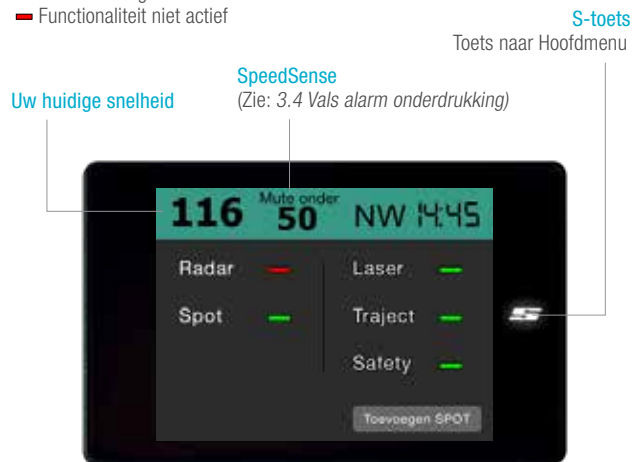 Functionaliteit niet actief
S-toets
Toets naar Hoofdmenu
SpeedSense
(Zie: 3.4 Vals alarm onderdrukking)
Uw huidige snelheid
116 Mute onder 50 NW 14:45
Radar Laser
Spot Traject
Safety
Toevoegen SPOT